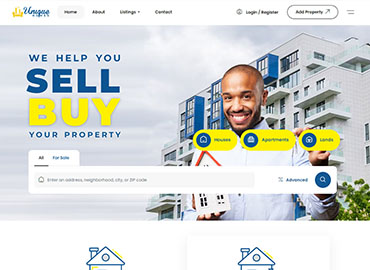 Unique
Home
About
Listings
Contact
Login / Register
Add Property
WE HELP YOU
SELL
BUY
YOUR PROPERTY
Houses
Apartments
Lands
All
For Sale
Enter an address, neighborhood, city, or ZIP code
Advanced